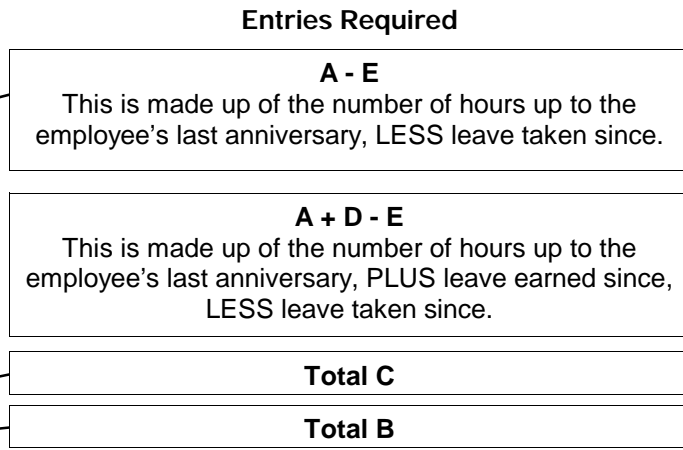 Entries Required
A - E
This is made up of the number of hours up to the
employee's last anniversary, LESS leave taken since.
A + D - E
This is made up of the number of hours up to the
employee's last anniversary, PLUS leave earned since,
LESS leave taken since.
Total C
Total B